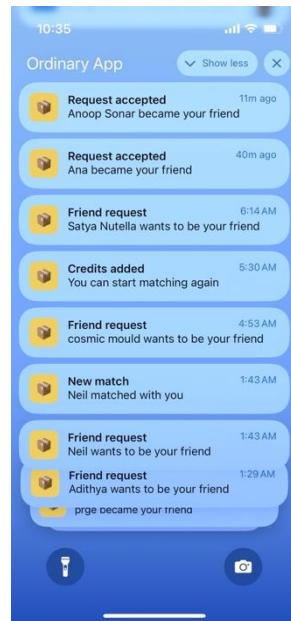 10:35
Ordinary App
Show less
Request accepted 11m ago
Anoop Sonar became your friend
Request accepted 40m ago
Ana became your friend
Friend request 6:14 AM
Satya Nutella wants to be your friend
Credits added 5:30 AM
You can start matching again
Friend request 4:53 AM
cosmic mould wants to be your friend
New match 1:43 AM
Neil matched with you
Friend request 1:43 AM
Neil wants to be your friend
Friend request 1:29 AM
Adithya wants to be your friend
became your friend